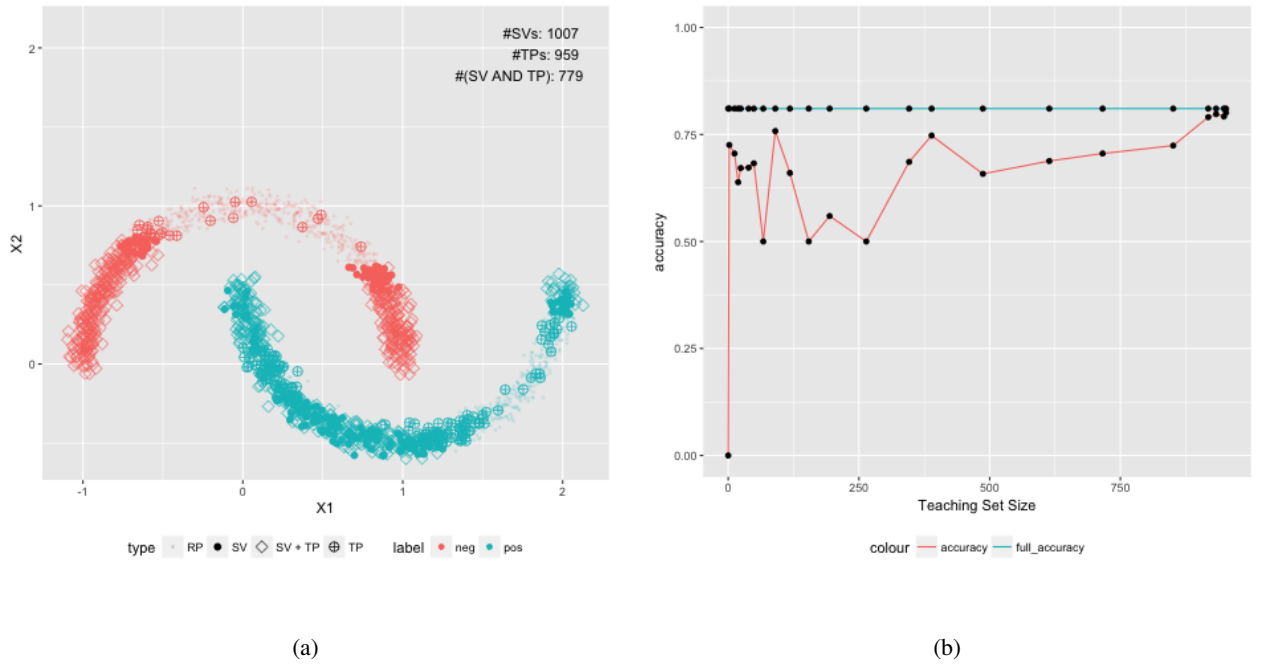 #SVs: 1007
#TPs: 959
#(SV AND TP): 779
2
1
0
X2
-1 0 1 2
X1
type RP SV SV + TP TP label neg pos
(a)
1.00
0.75
0.50
0.25
0.00
accuracy
0 250 500 750
Teaching Set Size
colour accuracy full_accuracy
(b)